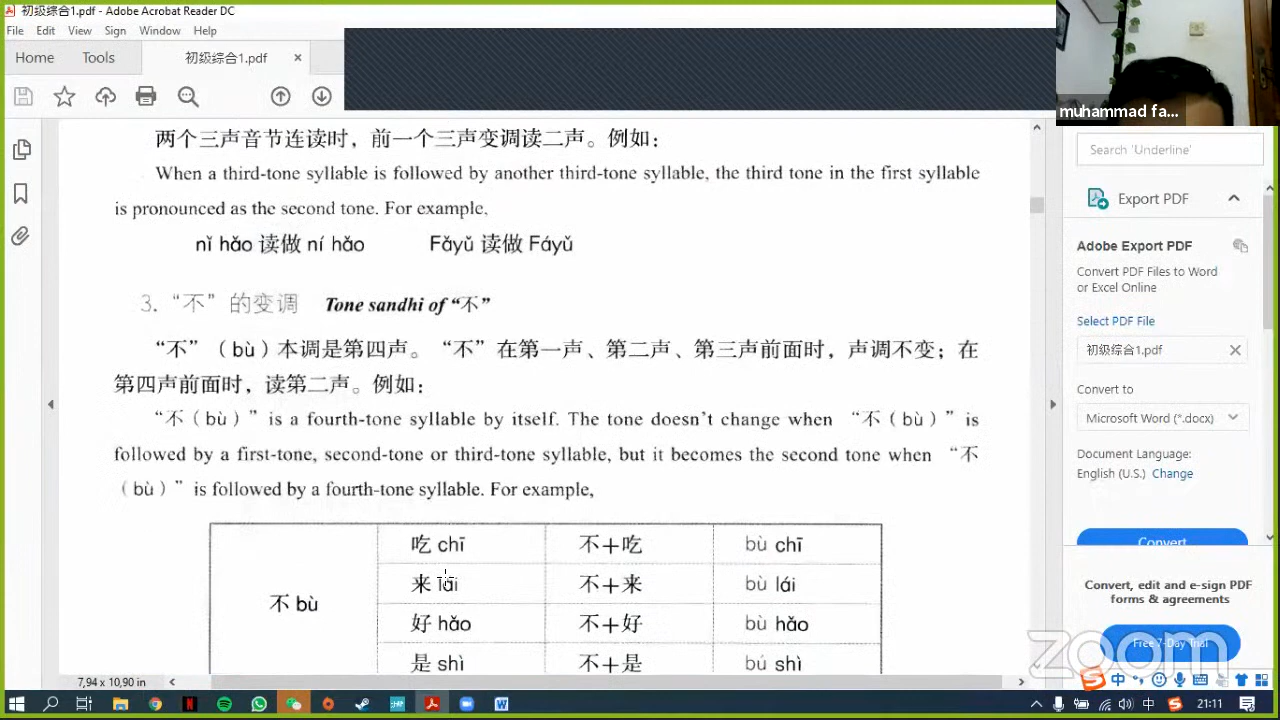 初级综合1.pdf - Adobe Acrobat Reader DC
File Edit View Sign Window Help
Home Tools 初级综合1.pdf ×
muhammad fa...
两个三声音节连读时，前一个三声变调读二声。例如：
When a third-tone syllable is followed by another third-tone syllable, the third tone in the first syllable
is pronounced as the second tone. For example,
nǐ hǎo 读做 ní hǎo Fǎyǔ 读做 Fáyǔ
3. “不”的变调 Tone sandhi of “不”
“不”（bù）本调是第四声。“不”在第一声、第二声、第三声前面时，声调不变；在
第四声前面时，读第二声。例如：
“不（bù）” is a fourth-tone syllable by itself. The tone doesn't change when “不（bù）” is
followed by a first-tone, second-tone or third-tone syllable, but it becomes the second tone when “不
（bù）” is followed by a fourth-tone syllable. For example,
不 bù
吃 chī 不+吃 bù chī
来 lái 不+来 bù lái
好 hǎo 不+好 bù hǎo
是 shì 不+是 bú shì
7,94 x 10,90 in
Search 'Underline'
Export PDF
Adobe Export PDF
Convert PDF Files to Word
or Excel Online
Select PDF File
初级综合1.pdf
Convert to
Microsoft Word (*.docx)
Document Language:
English (U.S.) Change
Convert
Convert, edit and e-sign PDF
forms & agreements
Free 7-Day Trial
zoom
中
中 21:11